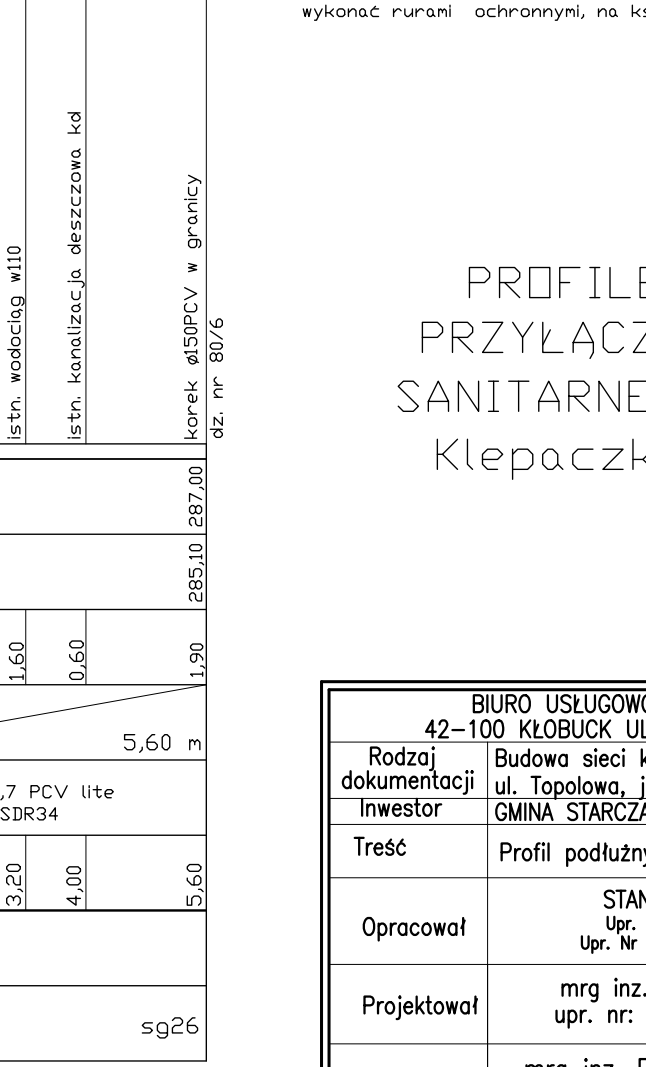 wykonać rurami ochronnymi, na
istn. wodociąg w110
istn. kanalizacja deszczowa kd
korek ø150PCV w granicy
dz. nr 80/6
PROFILE
PRZYŁĄCZ
SANITARNE
Klepaczk
287,00
285,10
1,60
0,60
1,90
5,60 m
,7 PCV lite
SDR34
3,20
4,00
5,60
sg26
BIURO USŁUGOWO
42-100 KŁOBUCK UL
Rodzaj
dokumentacji
Budowa sieci k
ul. Topolowa, j
Inwestor
GMINA STARCZA
Treść
Profil podłużny
Opracował
STAN
Upr.
Upr. Nr
Projektował
mrg inż.
upr. nr:
mrg inż.